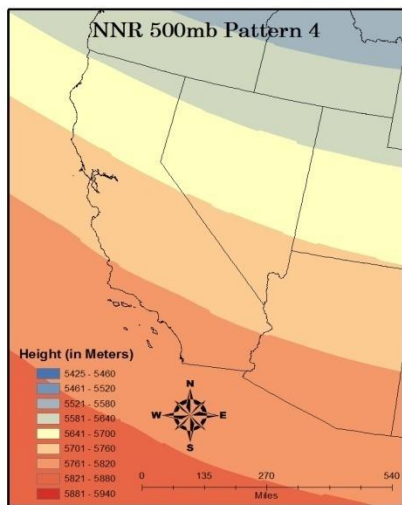 NNR 500mb Pattern 4
Height (in Meters)
5425 - 5460
5461 - 5520
5521 - 5580
5581 - 5640
5641 - 5700
5701 - 5760
5761 - 5820
5821 - 5880
5881 - 5940
N
W E
S
0 135 270 540
Miles